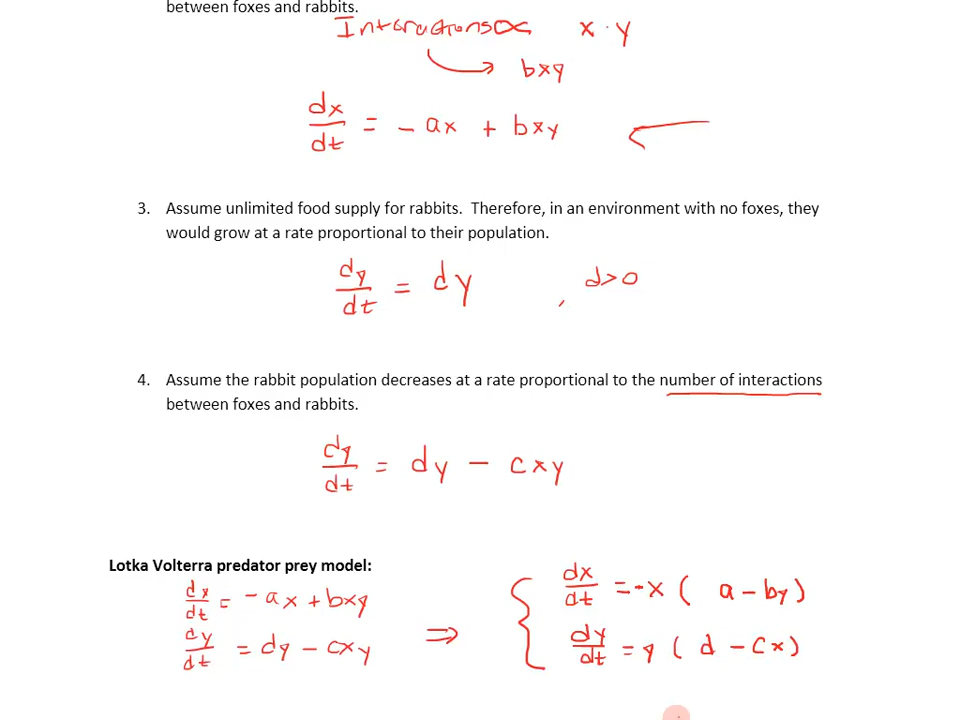 between foxes and rabbits.
Interactions ∝ x · y
bxy
dx/dt = - ax + bxy
3. Assume unlimited food supply for rabbits. Therefore, in an environment with no foxes, they
would grow at a rate proportional to their population.
dy/dt = dy , d>0
4. Assume the rabbit population decreases at a rate proportional to the number of interactions
between foxes and rabbits.
dy/dt = dy - cxy
Lotka Volterra predator prey model:
dx/dt = -ax + bxy
dy/dt = dy - cxy
⇒
{ dx/dt = -x ( a - by )
dy/dt = y ( d - cx )